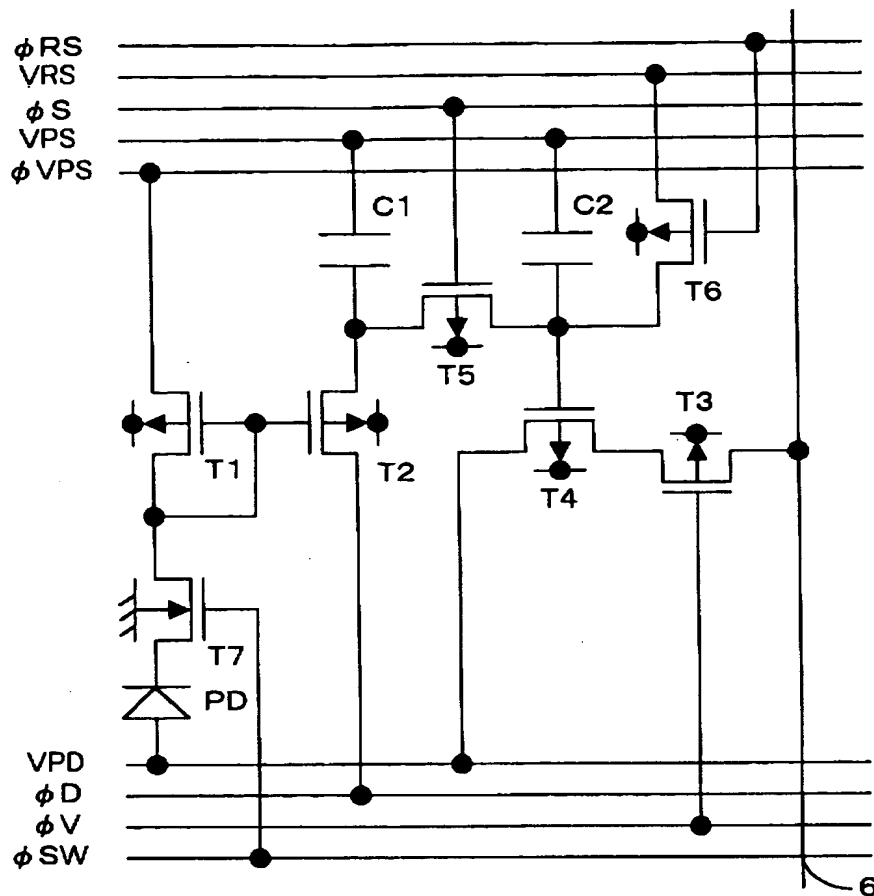 ϕRS
VRS
ϕS
VPS
ϕVPS
C1
C2
T6
T5
T3
T1
T2
T4
T7
PD
VPD
ϕD
ϕV
ϕSW
6